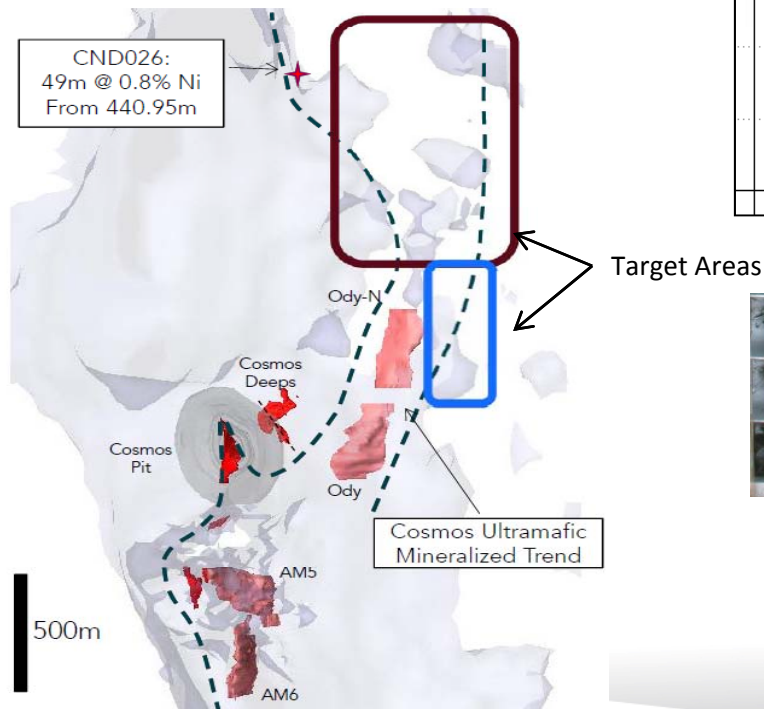 CND026:
49m @ 0.8% Ni
From 440.95m
Target Areas
Ody-N
Cosmos
Deeps
Cosmos
Pit
Ody
Cosmos Ultramafic
Mineralized Trend
AM5
500m
AM6